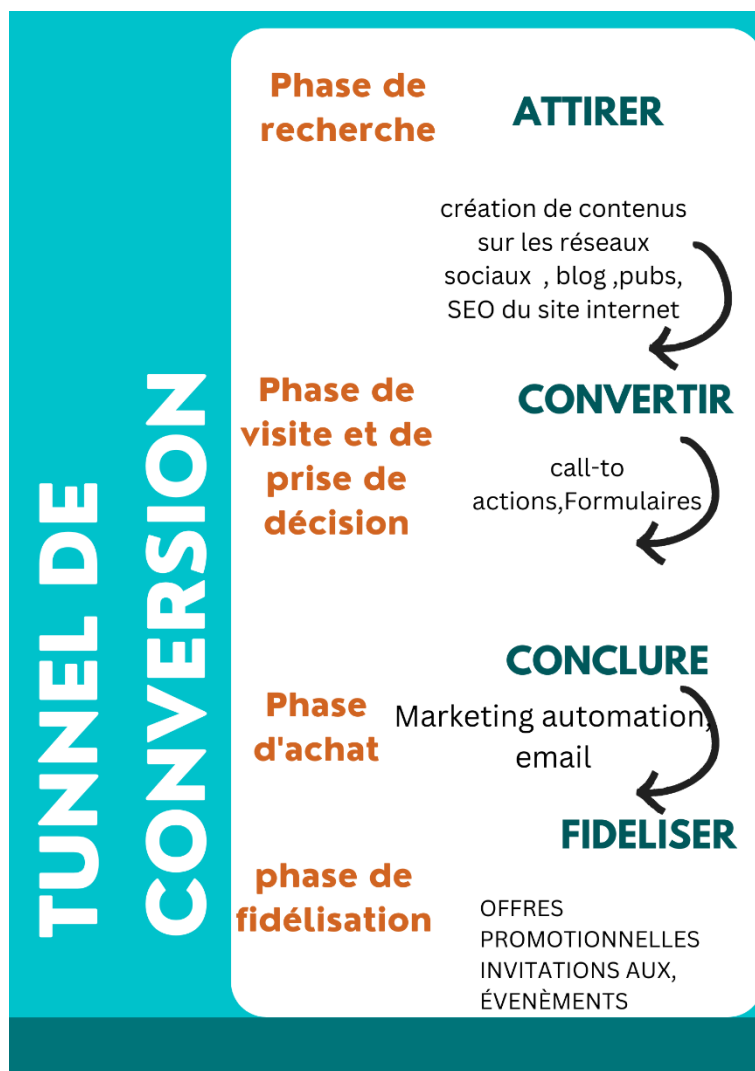 TUNNEL DE
CONVERSION
Phase de
recherche
ATTIRER
création de contenus
sur les réseaux
sociaux , blog ,pubs,
SEO du site internet
Phase de
visite et de
prise de
décision
CONVERTIR
call-to
actions,Formulaires
CONCLURE
Phase
d'achat
Marketing automation,
email
FIDELISER
phase de
fidélisation
OFFRES
PROMOTIONNELLES
INVITATIONS AUX,
ÉVENÈMENTS